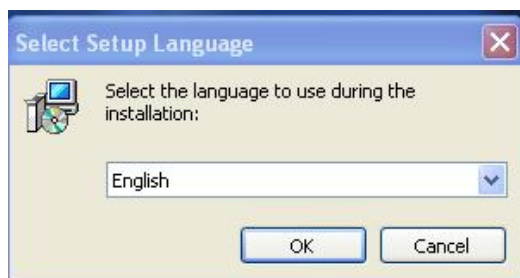 Select Setup Language
Select the language to use during the
installation:
English
OK
Cancel